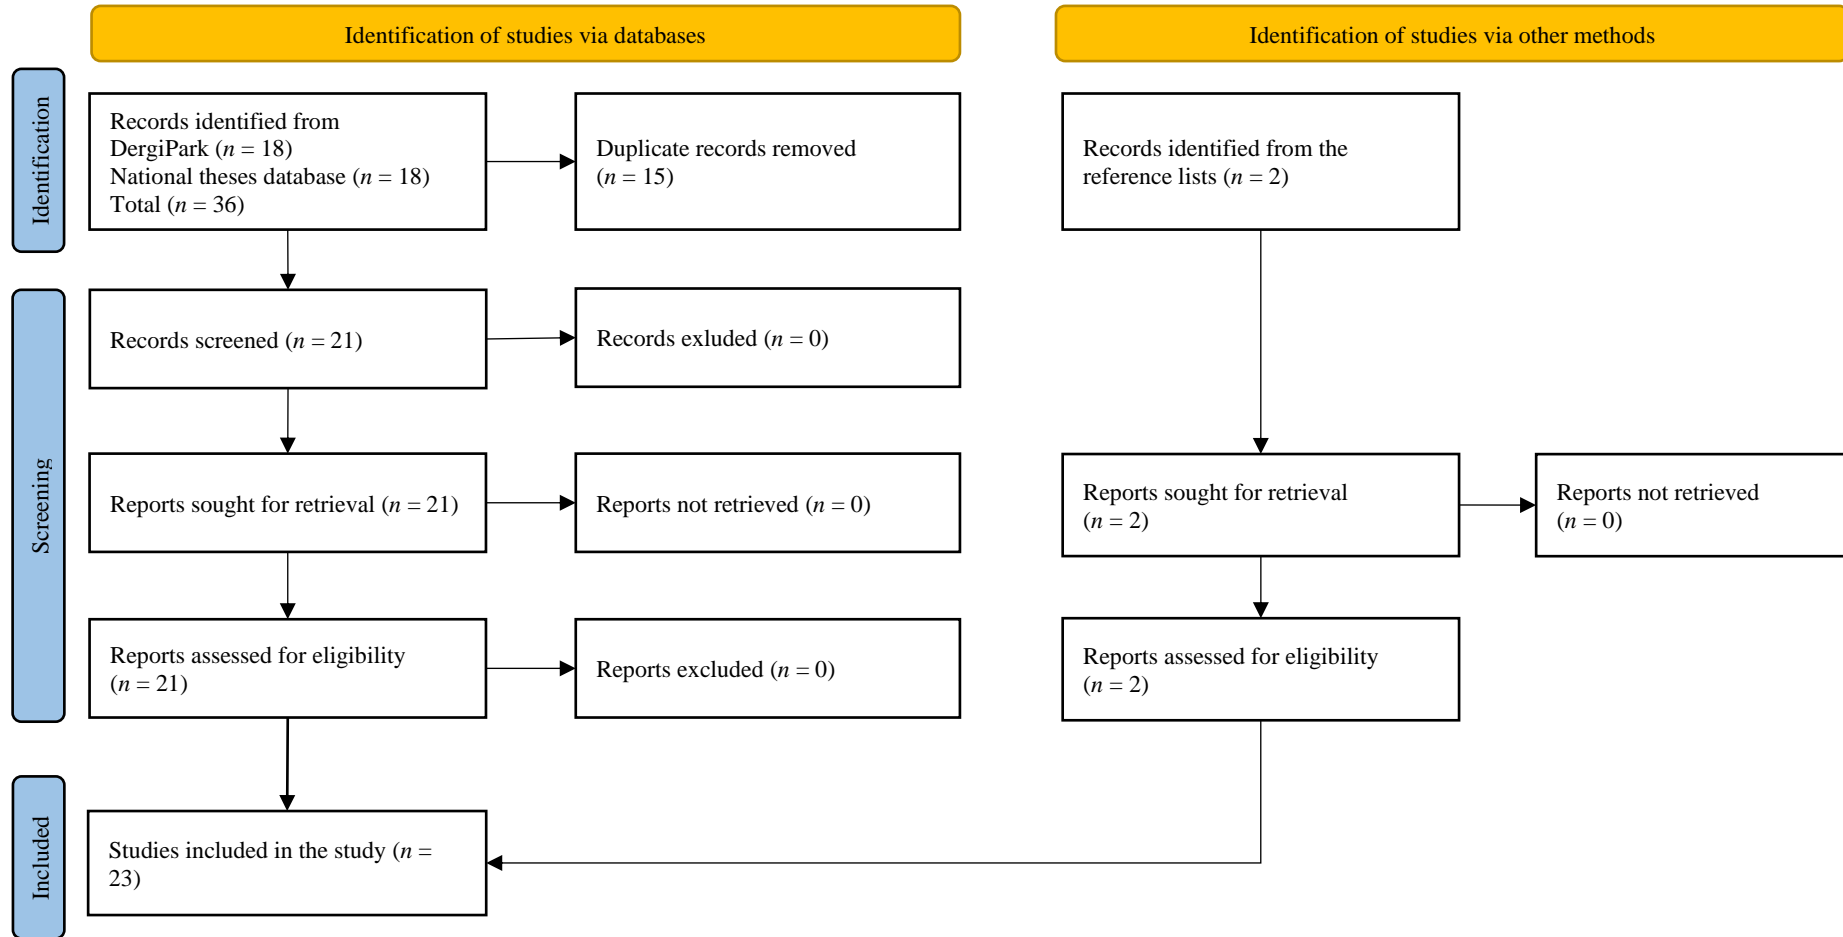 Identification of studies via databases
Identification of studies via other methods
Identification
Records identified from
DergiPark (n = 18)
National theses database (n = 18)
Total (n = 36)
Duplicate records removed
(n = 15)
Records identified from the
reference lists (n = 2)
Screening
Records screened (n = 21)
Records exluded (n = 0)
Reports sought for retrieval (n = 21)
Reports not retrieved (n = 0)
Reports sought for retrieval
(n = 2)
Reports not retrieved
(n = 0)
Reports assessed for eligibility
(n = 21)
Reports excluded (n = 0)
Reports assessed for eligibility
(n = 2)
Included
Studies included in the study (n =
23)